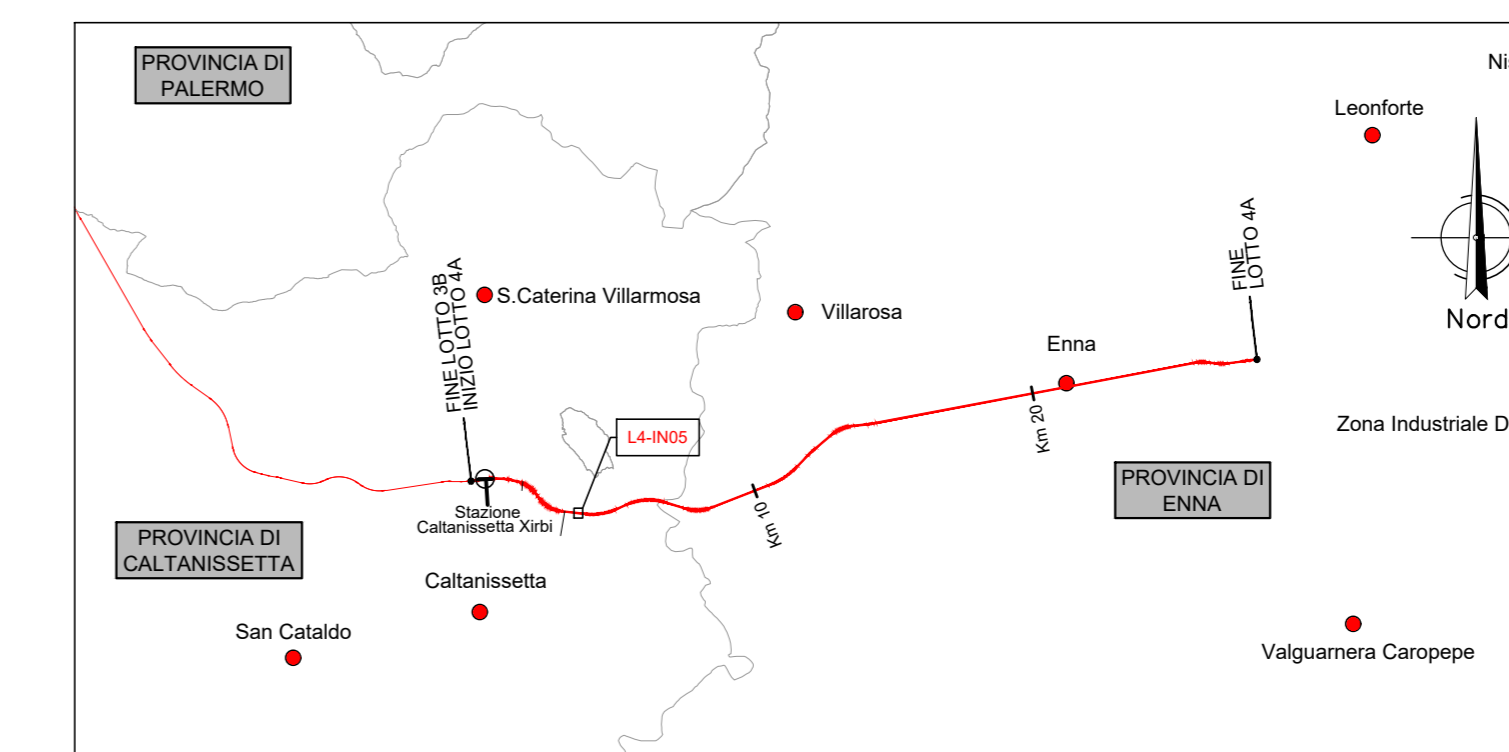 PROVINCIA DI
PALERMO
Leonforte
Nord
FINE LOTTO 3B
INIZIO LOTTO 4A
S.Caterina Villarmosa
Villarosa
Enna
FINE
LOTTO 4A
Km 20
Zona Industriale D
L4-IN05
PROVINCIA DI
ENNA
Km 10
Stazione
Caltanissetta Xirbi
PROVINCIA DI
CALTANISSETTA
Caltanissetta
San Cataldo
Valguarnera Caropepe